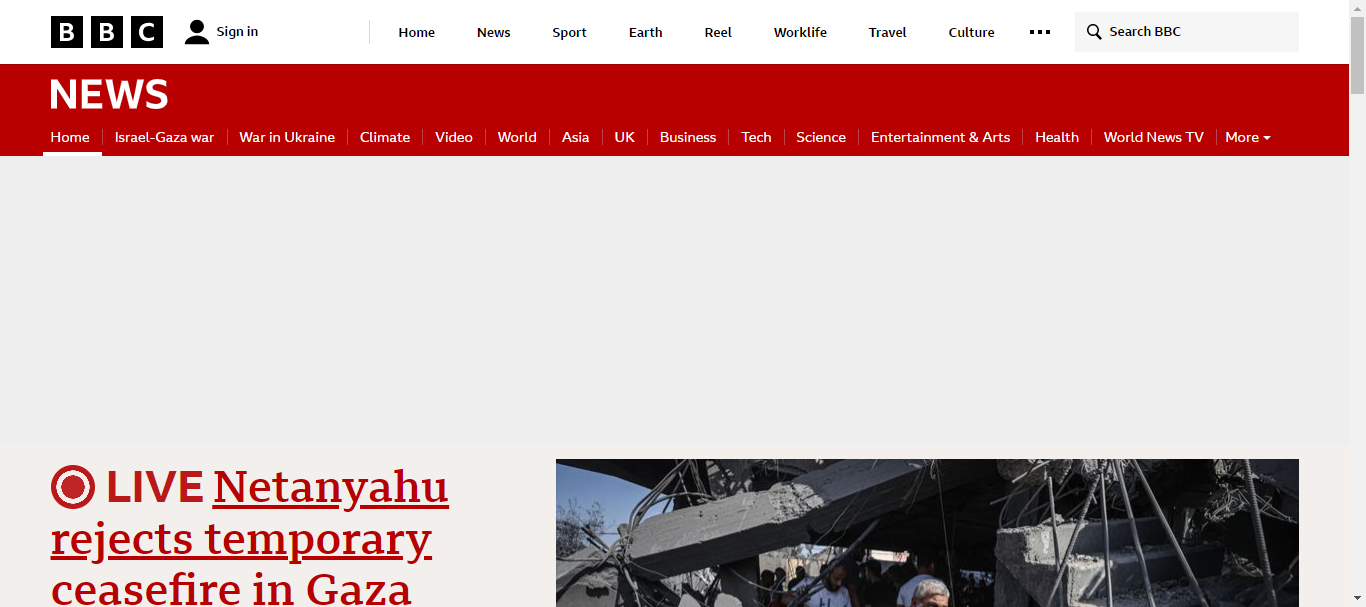 BBC Sign in Home News Sport Earth Reel Worklife Travel Culture Search BBC
NEWS
Home Israel-Gaza war War in Ukraine Climate Video World Asia UK Business Tech Science Entertainment & Arts Health World News TV More
LIVE Netanyahu
rejects temporary
ceasefire in Gaza